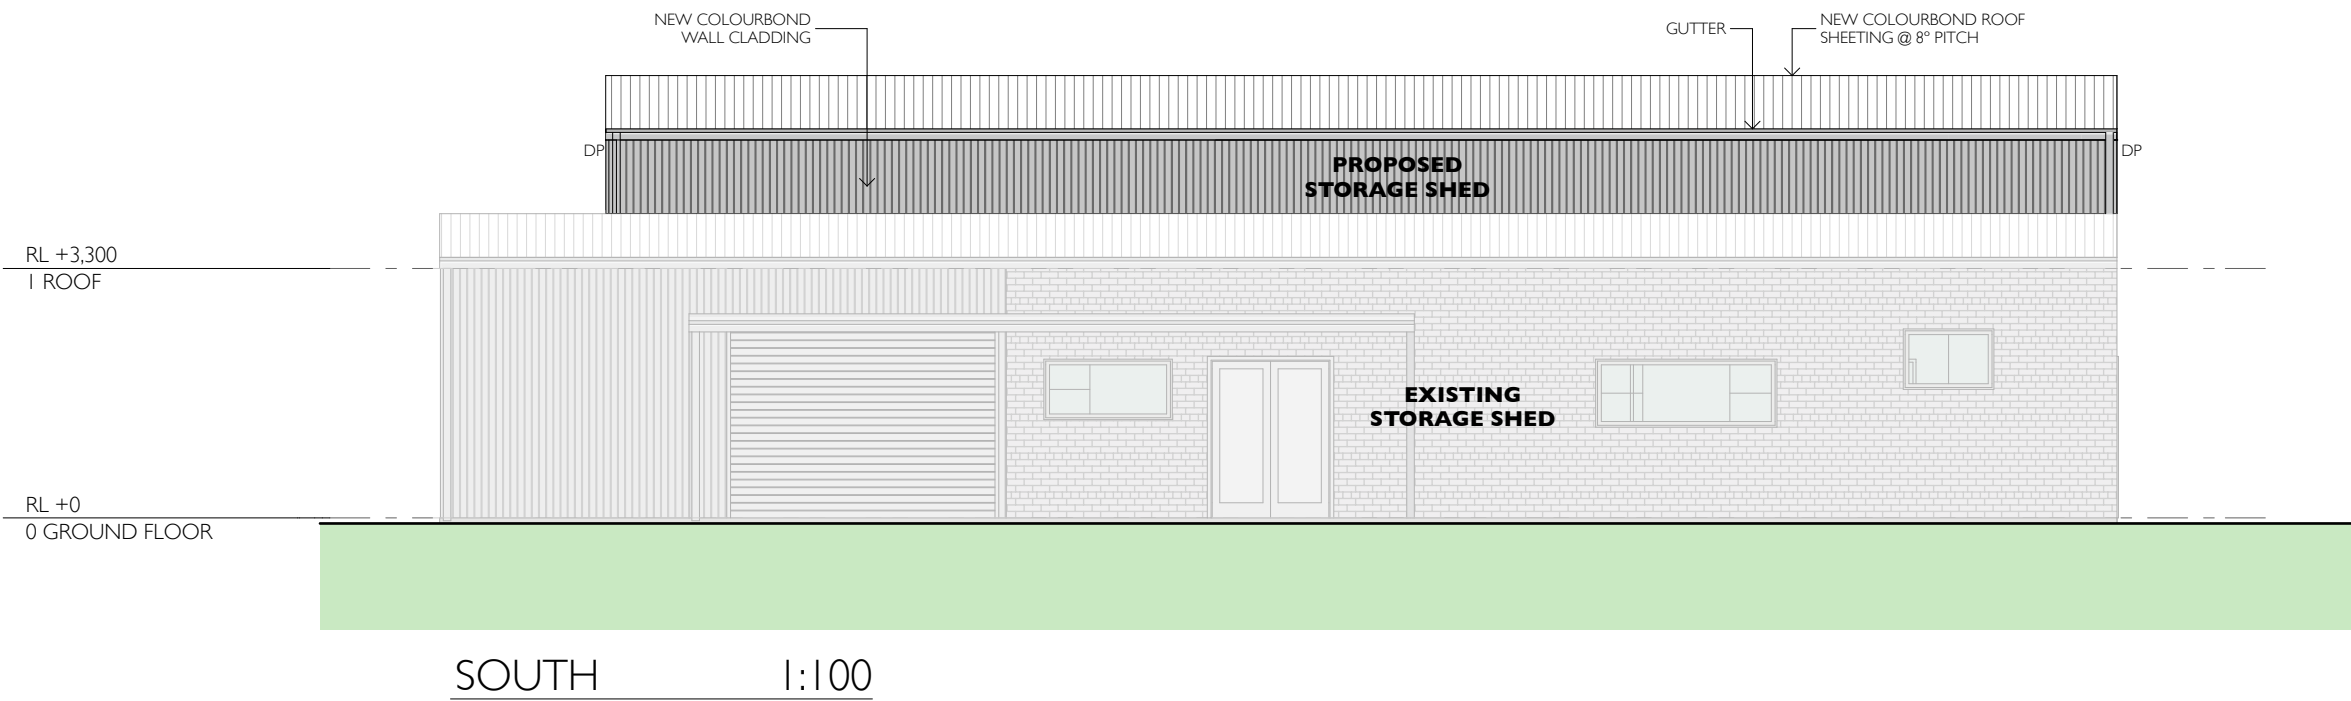 NEW COLOURBOND
WALL CLADDING
GUTTER
NEW COLOURBOND ROOF
SHEETING @ 8° PITCH
DP
PROPOSED
STORAGE SHED
DP
RL +3,300
1 ROOF
EXISTING
STORAGE SHED
RL +0
0 GROUND FLOOR
SOUTH 1:100